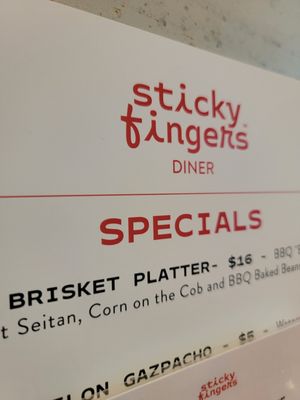 sticky
fingers
DINER
SPECIALS
BRISKET PLATTER- $16 - BBQ
Seitan, Corn on the Cob and BBQ Baked Beans
GAZPACHO - $5 -
sticky
fingers